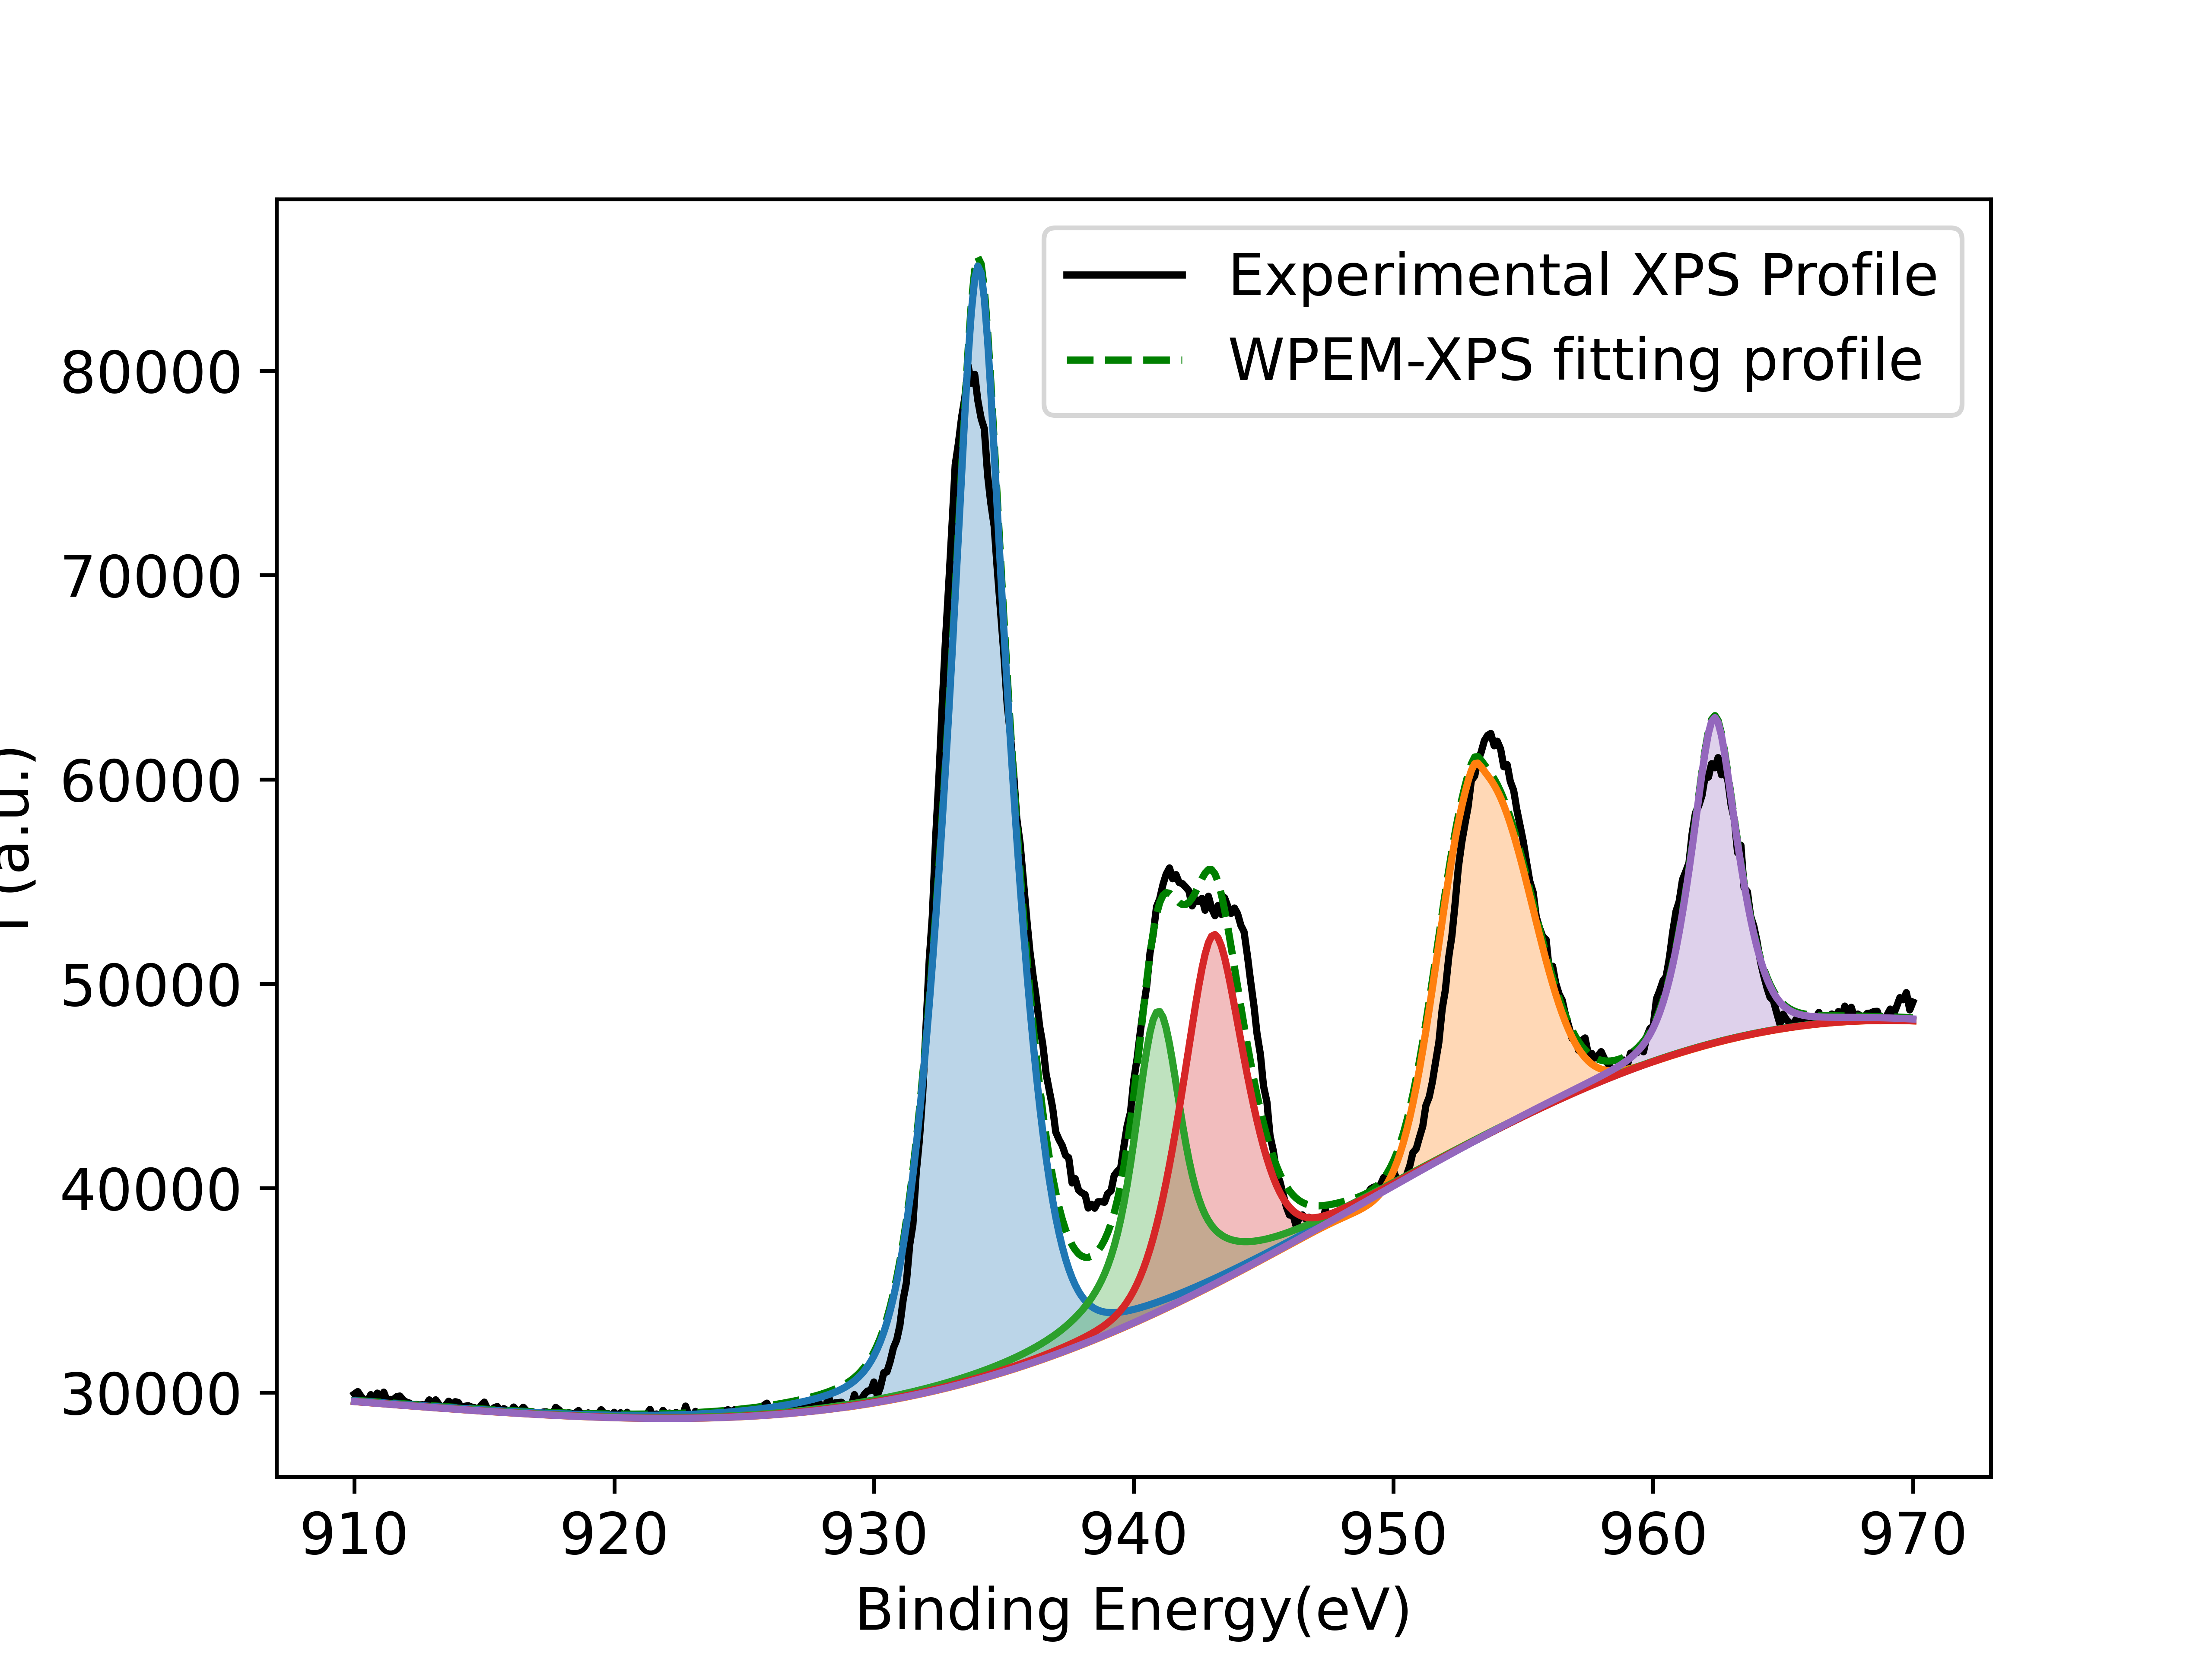 Experimental XPS Profile
WPEM-XPS fitting profile
80000
70000
60000
50000
40000
30000
(a.u.)
910 920 930 940 950 960 970
Binding Energy(eV)